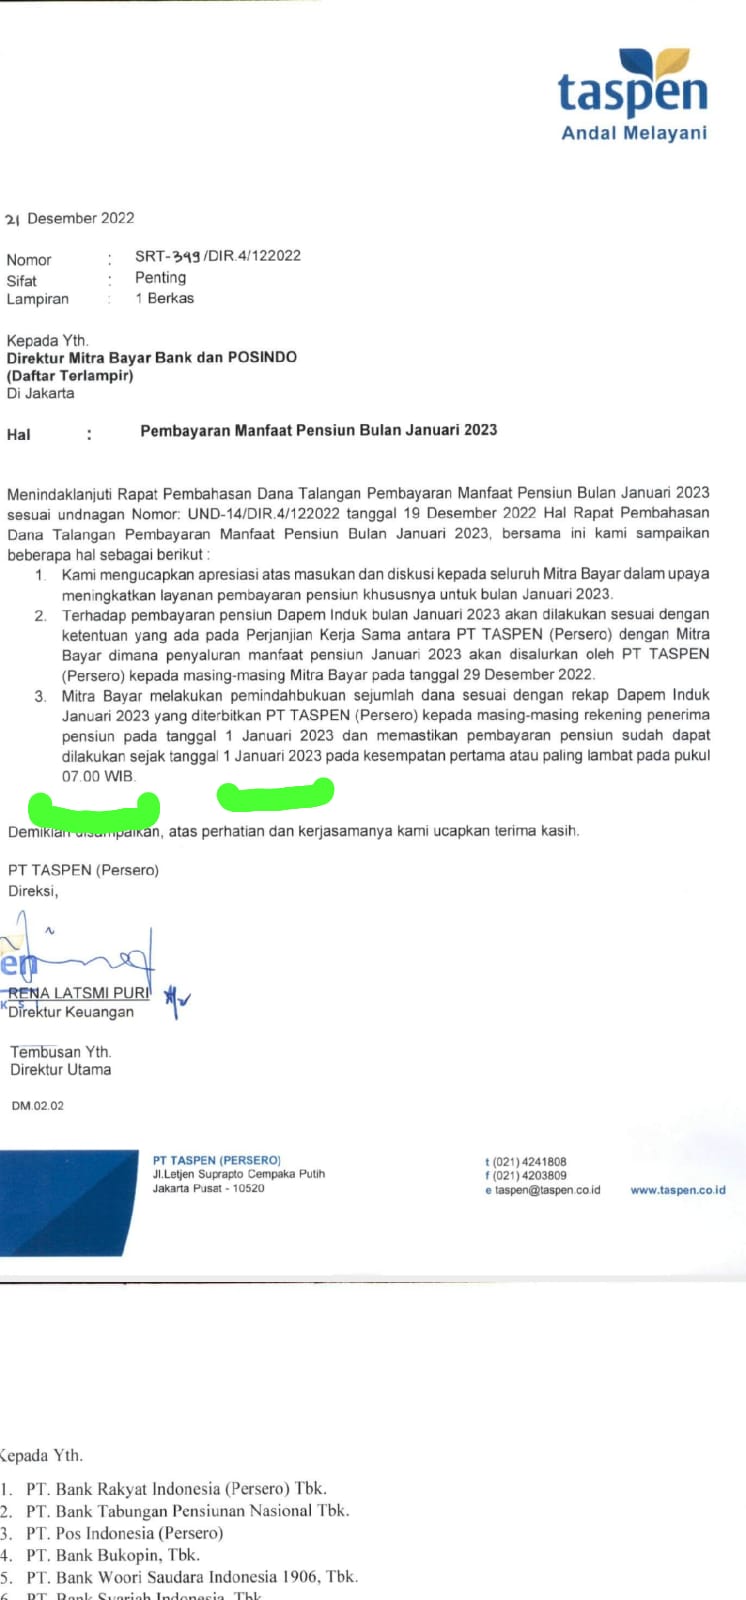 taspen
Andal Melayani
21 Desember 2022
Nomor : SRT-399/DIR.4/122022
Sifat : Penting
Lampiran : 1 Berkas
Kepada Yth.
Direktur Mitra Bayar Bank dan POSINDO
(Daftar Terlampir)
Di Jakarta
Hal : Pembayaran Manfaat Pensiun Bulan Januari 2023
Menindaklanjuti Rapat Pembahasan Dana Talangan Pembayaran Manfaat Pensiun Bulan Januari 2023
sesuai undnagan Nomor: UND-14/DIR.4/122022 tanggal 19 Desember 2022 Hal Rapat Pembahasan
Dana Talangan Pembayaran Manfaat Pensiun Bulan Januari 2023, bersama ini kami sampaikan
beberapa hal sebagai berikut :
1. Kami mengucapkan apresiasi atas masukan dan diskusi kepada seluruh Mitra Bayar dalam upaya
meningkatkan layanan pembayaran pensiun khususnya untuk bulan Januari 2023.
2. Terhadap pembayaran pensiun Dapem Induk bulan Januari 2023 akan dilakukan sesuai dengan
ketentuan yang ada pada Perjanjian Kerja Sama antara PT TASPEN (Persero) dengan Mitra
Bayar dimana penyaluran manfaat pensiun Januari 2023 akan disalurkan oleh PT TASPEN
(Persero) kepada masing-masing Mitra Bayar pada tanggal 29 Desember 2022.
3. Mitra Bayar melakukan pemindahbukuan sejumlah dana sesuai dengan rekap Dapem Induk
Januari 2023 yang diterbitkan PT TASPEN (Persero) kepada masing-masing rekening penerima
pensiun pada tanggal 1 Januari 2023 dan memastikan pembayaran pensiun sudah dapat
dilakukan sejak tanggal 1 Januari 2023 pada kesempatan pertama atau paling lambat pada pukul
07.00 WIB.
Demikian disampaikan, atas perhatian dan kerjasamanya kami ucapkan terima kasih.
PT TASPEN (Persero)
Direksi,
en
RENA LATSMI PURI
Direktur Keuangan
Tembusan Yth.
Direktur Utama
DM.02.02
PT TASPEN (PERSERO)
Jl.Letjen Suprapto Cempaka Putih
Jakarta Pusat - 10520
t (021) 4241808
f (021) 4203809
e taspen@taspen.co.id
www.taspen.co.id
Kepada Yth.
1. PT. Bank Rakyat Indonesia (Persero) Tbk.
2. PT. Bank Tabungan Pensiunan Nasional Tbk.
3. PT. Pos Indonesia (Persero)
4. PT. Bank Bukopin, Tbk.
5. PT. Bank Woori Saudara Indonesia 1906, Tbk.
6. PT. Bank Syariah Indonesia, Tbk